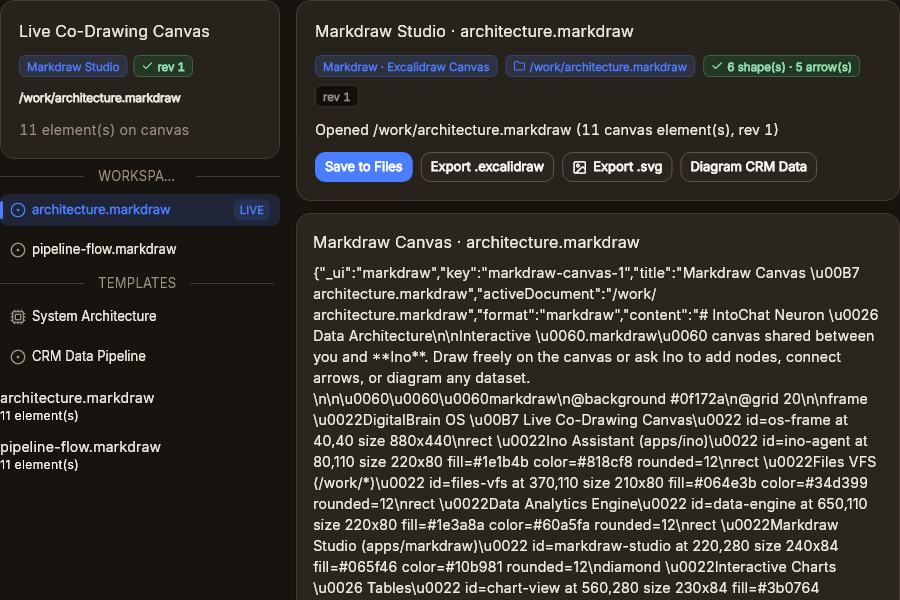 Live Co-Drawing Canvas
Markdraw Studio
rev 1
/work/architecture.markdraw
11 element(s) on canvas
WORKSPA...
architecture.markdraw
LIVE
pipeline-flow.markdraw
TEMPLATES
System Architecture
CRM Data Pipeline
architecture.markdraw
11 element(s)
pipeline-flow.markdraw
11 element(s)
Markdraw Studio · architecture.markdraw
Markdraw · Excalidraw Canvas
/work/architecture.markdraw
6 shape(s) · 5 arrow(s)
rev 1
Opened /work/architecture.markdraw (11 canvas element(s), rev 1)
Save to Files
Export .excalidraw
Export .svg
Diagram CRM Data
Markdraw Canvas · architecture.markdraw
{"_ui":"markdraw","key":"markdraw-canvas-1","title":"Markdraw Canvas \u00B7
architecture.markdraw","activeDocument":"/work/
architecture.markdraw","format":"markdraw","content":"# IntoChat Neuron \u0026
Data Architecture\n\nInteractive \u0060.markdraw\u0060 canvas shared between
you and **Ino**. Draw freely on the canvas or ask Ino to add nodes, connect
arrows, or diagram any dataset.
\n\n\u0060\u0060\u0060markdraw\n@background #0f172a\n@grid 20\n\nframe
\u0022DigitalBrain OS \u00B7 Live Co-Drawing Canvas\u0022 id=os-frame at
40,40 size 880x440\nrect \u0022Ino Assistant (apps/ino)\u0022 id=ino-agent at
80,110 size 220x80 fill=#1e1b4b color=#818cf8 rounded=12\nrect \u0022Files VFS
(/work/*)\u0022 id=files-vfs at 370,110 size 210x80 fill=#064e3b color=#34d399
rounded=12\nrect \u0022Data Analytics Engine\u0022 id=data-engine at 650,110
size 220x80 fill=#1e3a8a color=#60a5fa rounded=12\nrect \u0022Markdraw
Studio (apps/markdraw)\u0022 id=markdraw-studio at 220,280 size 240x84
fill=#065f46 color=#10b981 rounded=12\ndiamond \u0022Interactive Charts
\u0026 Tables\u0022 id=chart-view at 560,280 size 230x84 fill=#3b0764